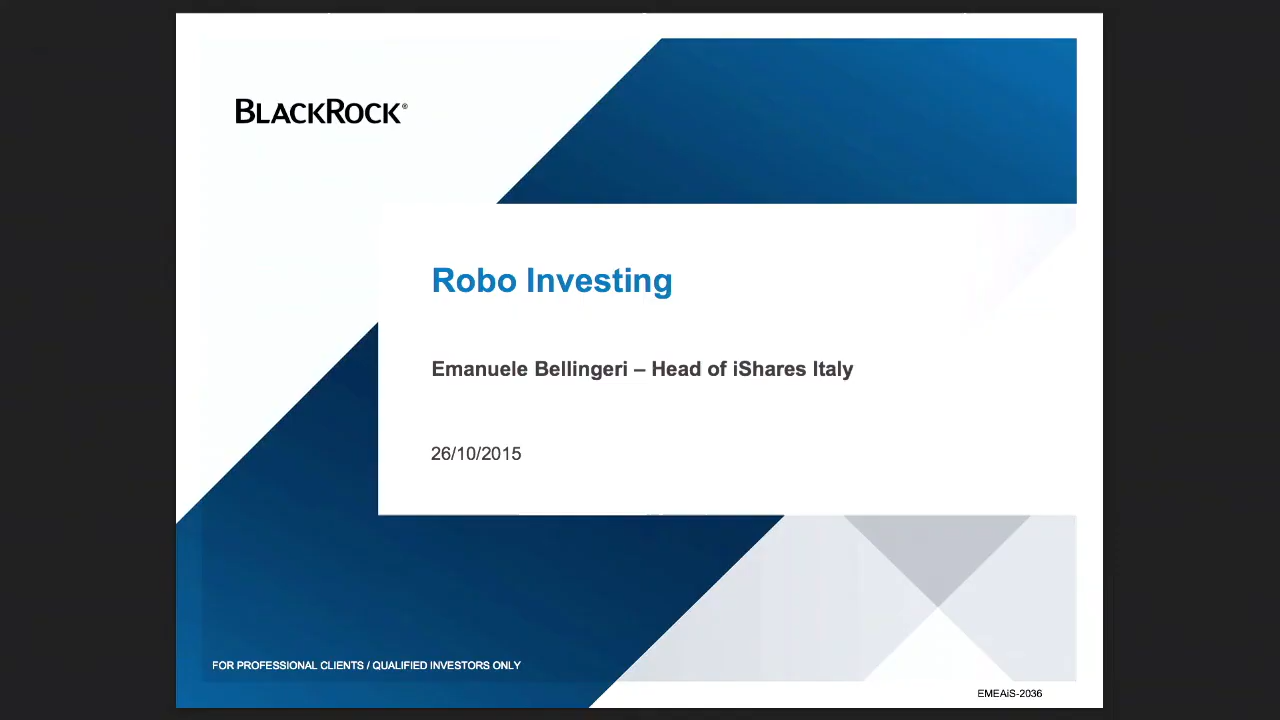 BLACKROCK®
Robo Investing
Emanuele Bellingeri – Head of iShares Italy
26/10/2015
FOR PROFESSIONAL CLIENTS / QUALIFIED INVESTORS ONLY
EMEAiS-2036